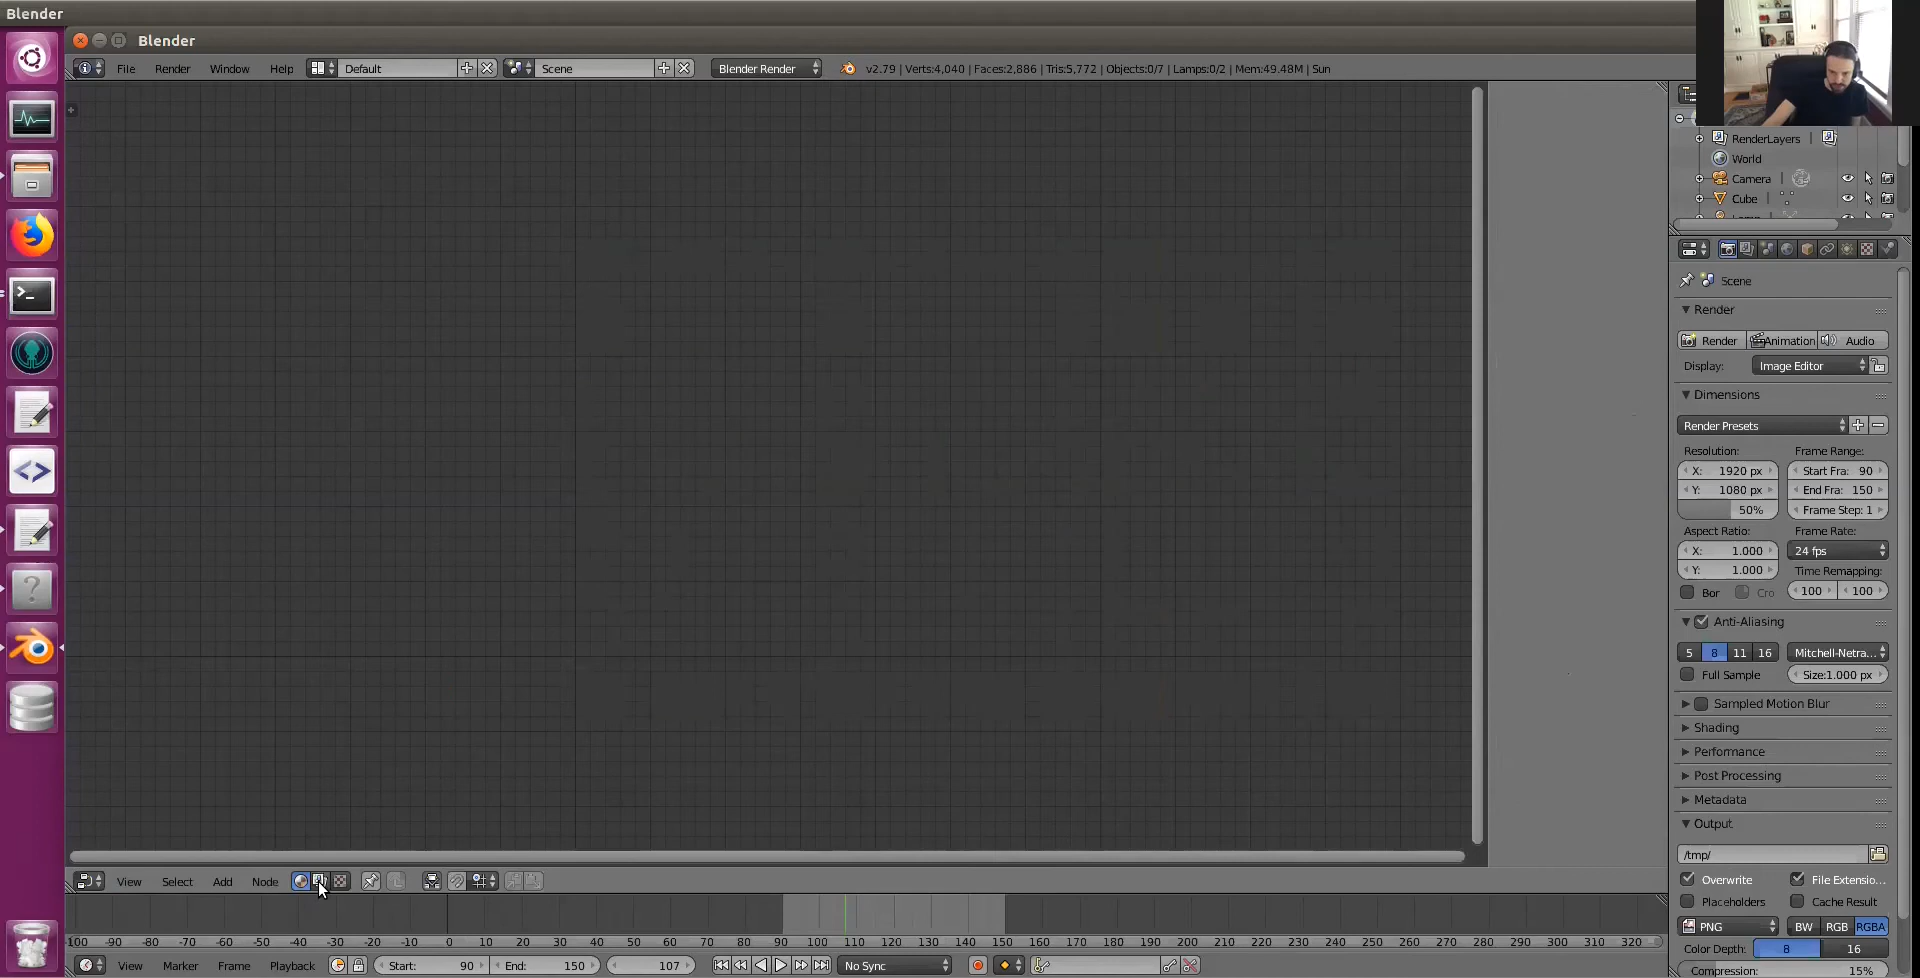 Blender
Blender
File Render Window Help Default Scene Blender Render v2.79 | Verts:4,040 | Faces:2,886 | Tris:5,772 | Objects:0/7 | Lamps:0/2 | Mem:49.48M | Sun
RenderLayers |
World
Camera |
Cube |
Scene
Render
Render Animation Audio
Display: Image Editor
Dimensions
Render Presets
Resolution: Frame Range:
X: 1920 px Start Fra: 90
Y: 1080 px End Fra: 150
50% Frame Step: 1
Aspect Ratio: Frame Rate:
X: 1.000 24 fps
Y: 1.000 Time Remapping:
Bor Cro 100 100
Anti-Aliasing
5 8 11 16 Mitchell-Netra...
Full Sample Size:1.000 px
Sampled Motion Blur
Shading
Performance
Post Processing
Metadata
Output
/tmp/
Overwrite File Extensio...
Placeholders Cache Result
PNG BW RGB RGBA
Color Depth: 8 16
Compression: 15%
View Select Add Node
-100 -90 -80 -70 -60 -50 -40 -30 -20 -10 0 10 20 30 40 50 60 70 80 90 100 110 120 130 140 150 160 170 180 190 200 210 220 230 240 250 260 270 280 290 300 310 320
View Marker Frame Playback Start: 90 End: 150 107 No Sync